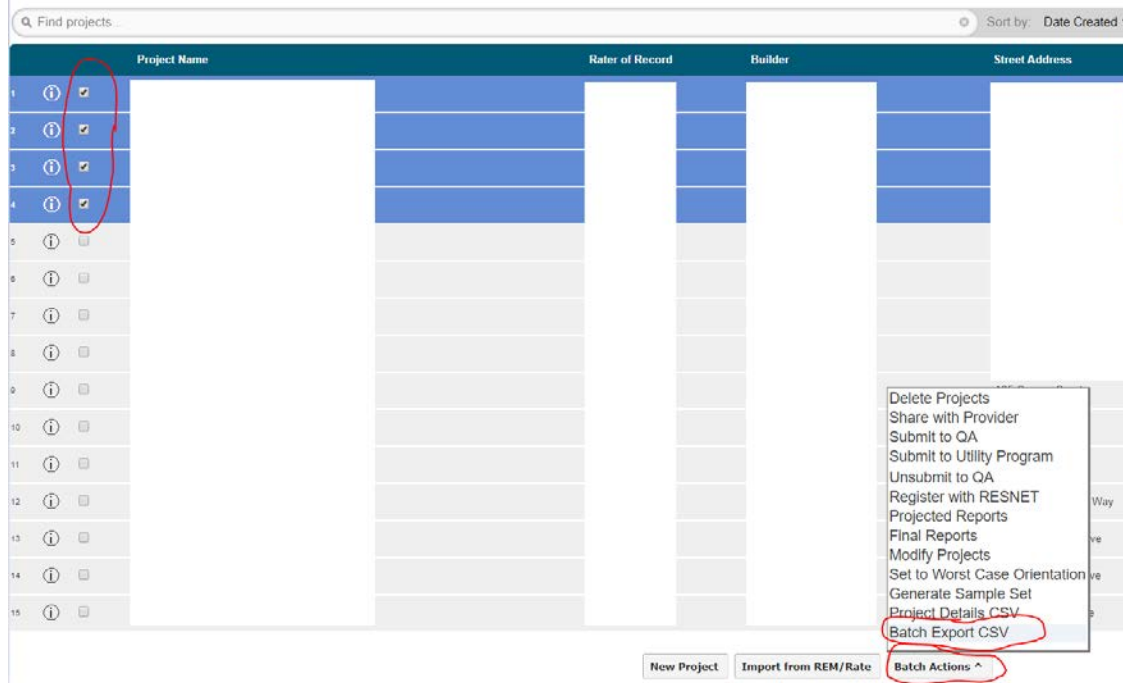 Find projects...
Sort by: Date Created
Project Name Rater of Record Builder Street Address
1
2
3
4
5
6
7
8
9
10
11
12 Way
13 ve
14 ve
15
Delete Projects
Share with Provider
Submit to QA
Submit to Utility Program
Unsubmit to QA
Register with RESNET
Projected Reports
Final Reports
Modify Projects
Set to Worst Case Orientation
Generate Sample Set
Project Details CSV
Batch Export CSV
New Project Import from REM/Rate Batch Actions ^